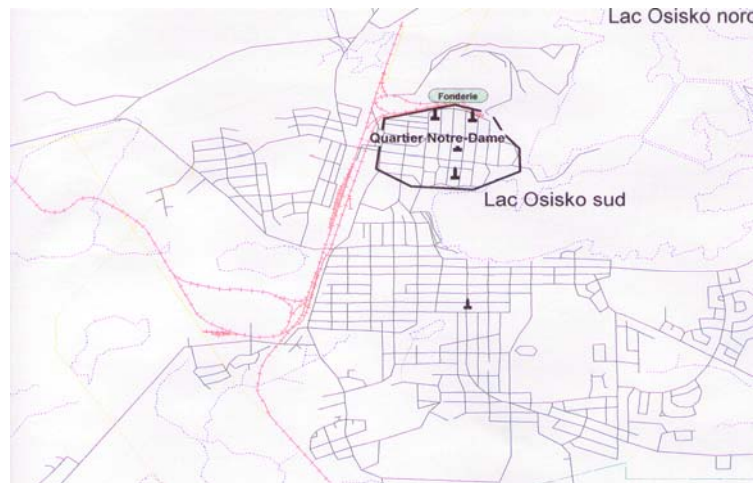 Lac Osisko nord
Fonderie
Quartier Notre-Dame
Lac Osisko sud